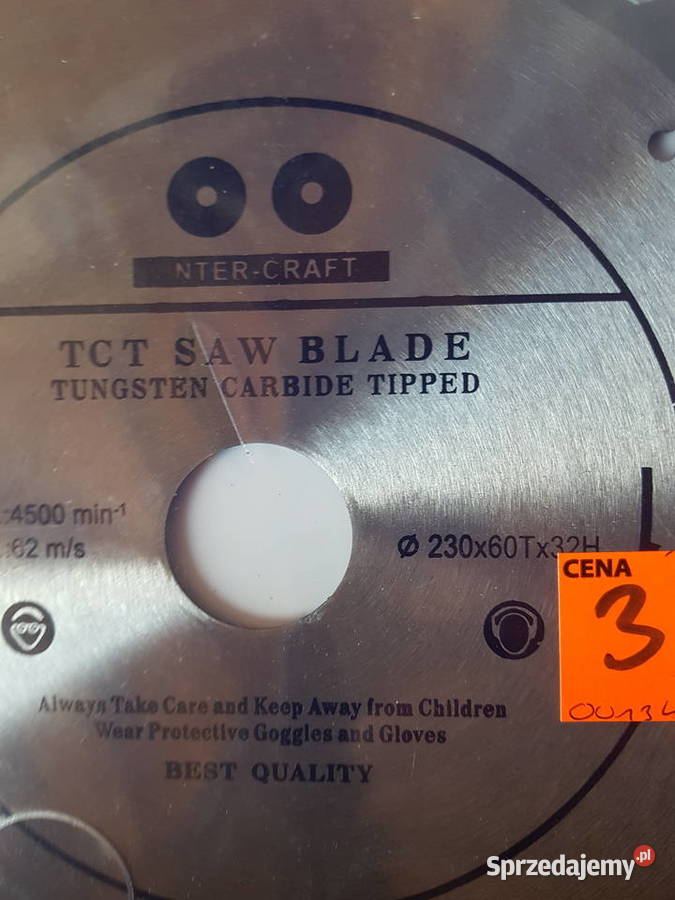 NTER-CRAFT
TCT SAW BLADE
TUNGSTEN CARBIDE TIPPED
:4500 min⁻¹
:62 m/s
Ø 230x60Tx32H
CENA
3
Always Take Care and Keep Away from Children
Wear Protective Goggles and Gloves
BEST QUALITY
Sprzedajemy.pl